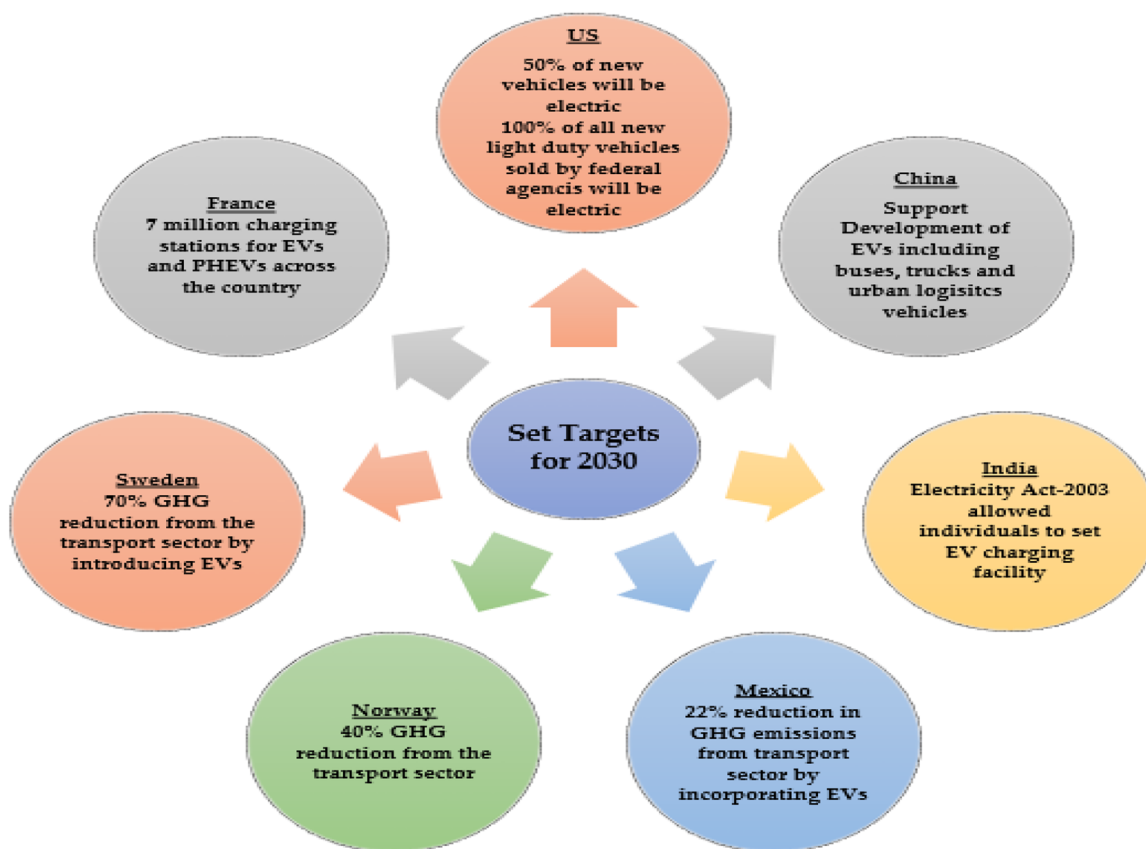 US
50% of new
vehicles will be
electric
100% of all new
light duty vehicles
sold by federal
agencis will be
electric
France
7 million charging
stations for EVs
and PHEVs across
the country
China
Support
Development of
EVs including
buses, trucks and
urban logisitcs
vehicles
Set Targets
for 2030
Sweden
70% GHG
reduction from the
transport sector by
introducing EVs
India
Electricity Act-2003
allowed
individuals to set
EV charging
facility
Norway
40% GHG
reduction from the
transport sector
Mexico
22% reduction in
GHG emissions
from transport
sector by
incorporating EVs